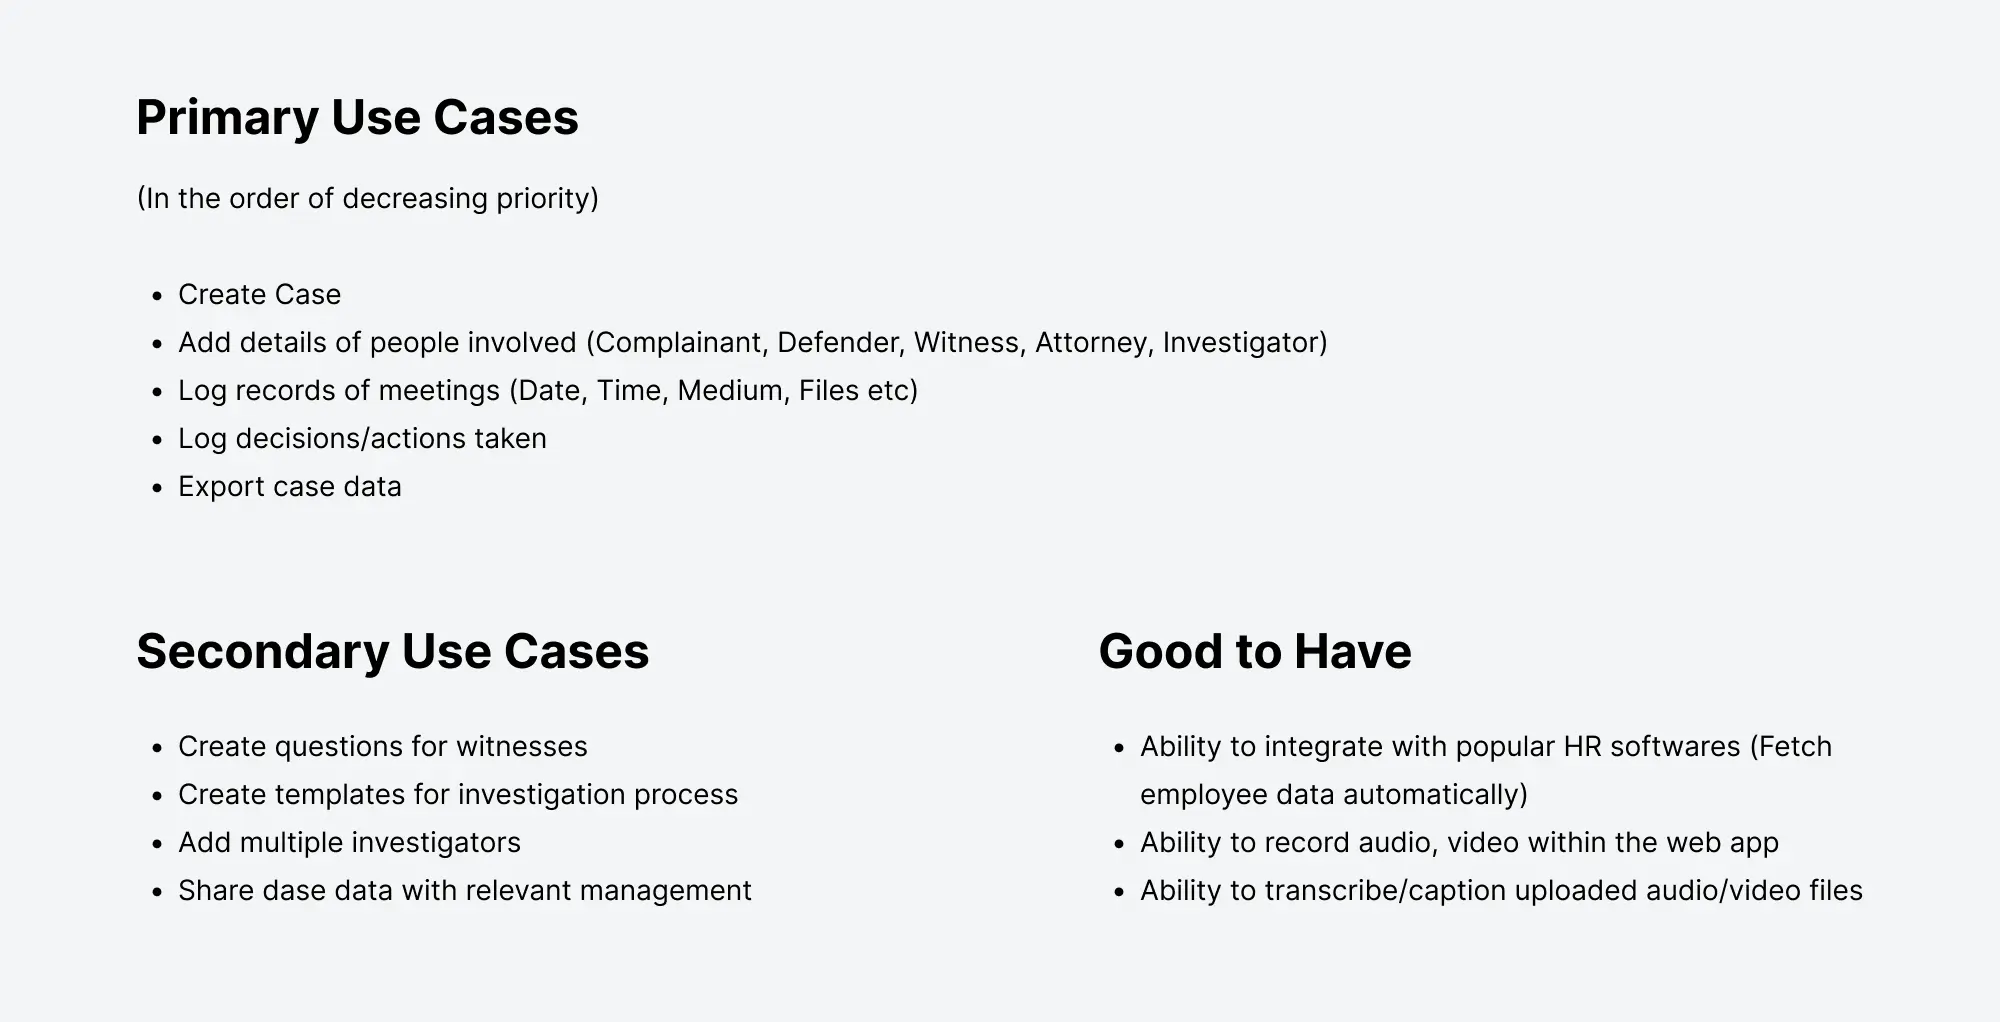 Primary Use Cases
(In the order of decreasing priority)
• Create Case
• Add details of people involved (Complainant, Defender, Witness, Attorney, Investigator)
• Log records of meetings (Date, Time, Medium, Files etc)
• Log decisions/actions taken
• Export case data
Secondary Use Cases
• Create questions for witnesses
• Create templates for investigation process
• Add multiple investigators
• Share dase data with relevant management
Good to Have
• Ability to integrate with popular HR softwares (Fetch
employee data automatically)
• Ability to record audio, video within the web app
• Ability to transcribe/caption uploaded audio/video files